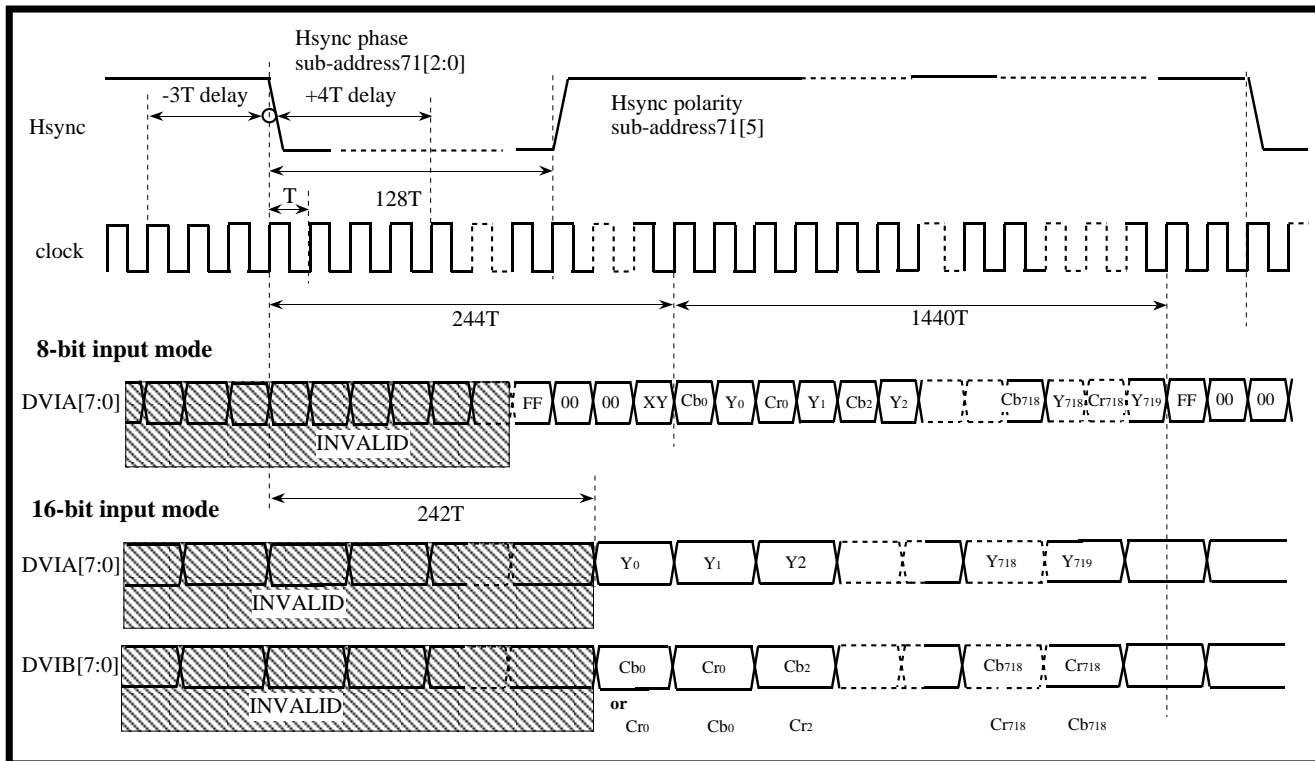 Hsync phase
sub-address71[2:0]
-3T delay
+4T delay
Hsync
Hsync polarity
sub-address71[5]
T
128T
clock
244T
1440T
8-bit input mode
DVIA[7:0]
FF 00 00 XY Cb0 Y0 Cr0 Y1 Cb2 Y2 Cb718 Y718 Cr718 Y719 FF 00 00
INVALID
242T
16-bit input mode
DVIA[7:0]
Y0 Y1 Y2 Y718 Y719
INVALID
DVIB[7:0]
Cb0 Cr0 Cb2 Cb718 Cr718
INVALID
or
Cr0 Cb0 Cr2 Cr718 Cb718